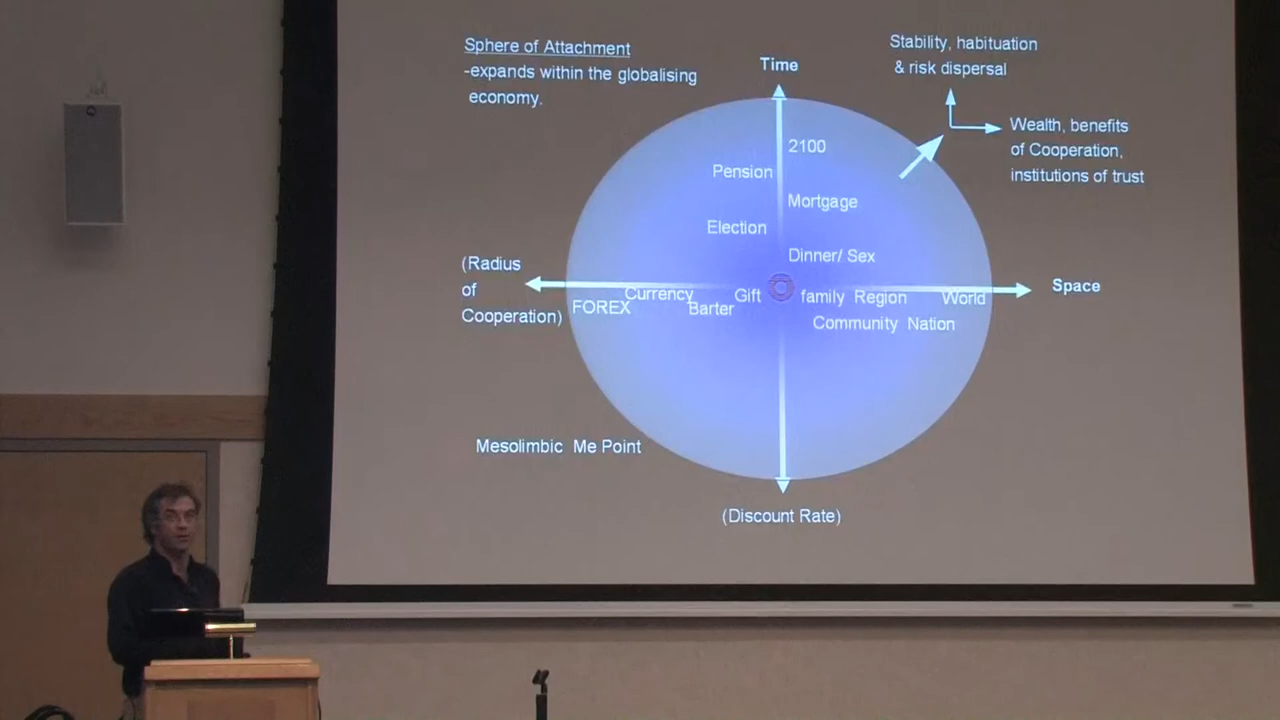 Sphere of Attachment
-expands within the globalising
economy.
Time
Stability, habituation
& risk dispersal
Wealth, benefits
of Cooperation,
institutions of trust
2100
Pension
Mortgage
Election
Dinner/ Sex
(Radius
of
Cooperation)
FOREX
Currency
Barter
Gift
family
Region
World
Community
Nation
Space
Mesolimbic Me Point
(Discount Rate)